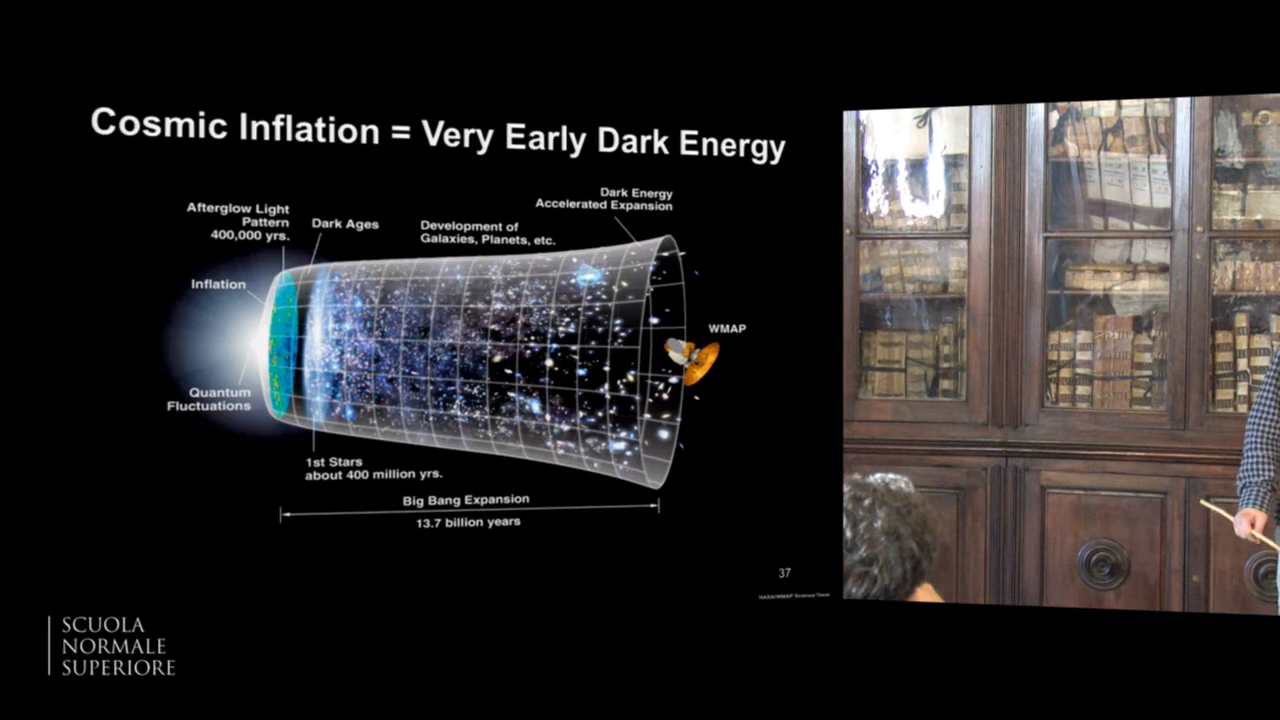 Cosmic Inflation = Very Early Dark Energy
Dark Energy
Accelerated Expansion
Afterglow Light
Pattern
400,000 yrs.
Dark Ages
Development of
Galaxies, Planets, etc.
Inflation
WMAP
Quantum
Fluctuations
1st Stars
about 400 million yrs.
Big Bang Expansion
13.7 billion years
37
NASA/WMAP Science Team
SCUOLA
NORMALE
SUPERIORE